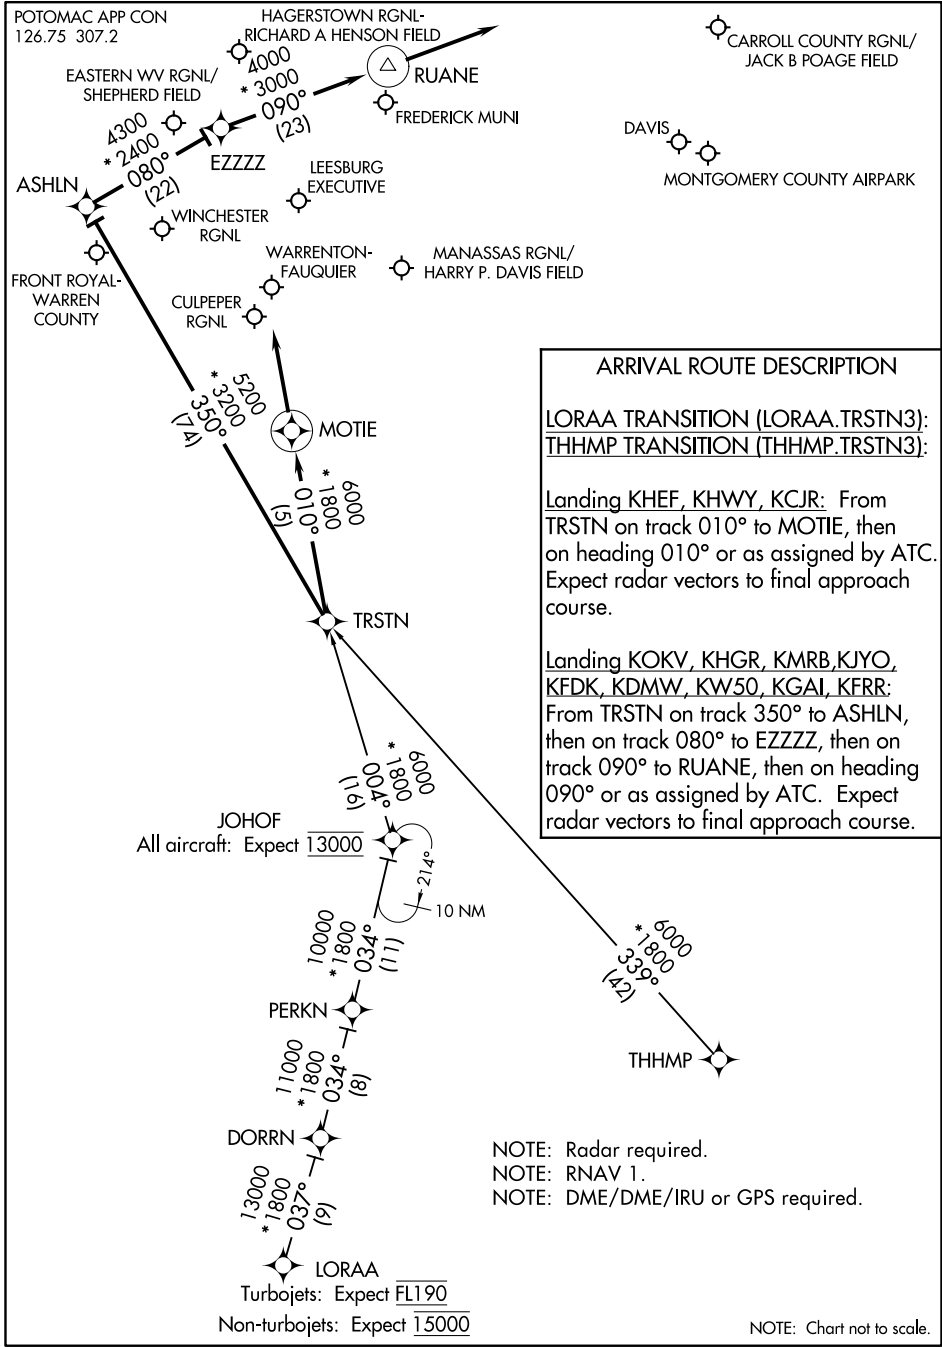 POTOMAC APP CON
126.75 307.2
HAGERSTOWN RGNL-
RICHARD A HENSON FIELD
CARROLL COUNTY RGNL/
JACK B POAGE FIELD
EASTERN WV RGNL/
SHEPHERD FIELD
4000
* 3000
090°
(23)
RUANE
FREDERICK MUNI
4300
* 2400
080°
(22)
EZZZZ
DAVIS
MONTGOMERY COUNTY AIRPARK
ASHLN
LEESBURG
EXECUTIVE
WINCHESTER
RGNL
FRONT ROYAL-
WARREN
COUNTY
WARRENTON-
FAUQUIER
MANASSAS RGNL/
HARRY P. DAVIS FIELD
CULPEPER
RGNL
5200
* 3200
350°
(74)
MOTIE
6000
* 1800
010°
(5)
TRSTN
ARRIVAL ROUTE DESCRIPTION
LORAA TRANSITION (LORAA.TRSTN3):
THHMP TRANSITION (THHMP.TRSTN3):
Landing KHEF, KHWY, KCJR: From
TRSTN on track 010° to MOTIE, then
on heading 010° or as assigned by ATC.
Expect radar vectors to final approach
course.
Landing KOKV, KHGR, KMRB,KJYO,
KFDK, KDMW, KW50, KGAI, KFRR:
From TRSTN on track 350° to ASHLN,
then on track 080° to EZZZZ, then on
track 090° to RUANE, then on heading
090° or as assigned by ATC. Expect
radar vectors to final approach course.
6000
* 1800
004°
(16)
JOHOF
All aircraft: Expect 13000
214°
10 NM
10000
* 1800
034°
(11)
6000
*1800
339°
(42)
PERKN
THHMP
11000
*1800
034°
(8)
DORRN
13000
*1800
037°
(9)
NOTE: Radar required.
NOTE: RNAV 1.
NOTE: DME/DME/IRU or GPS required.
LORAA
Turbojets: Expect FL190
Non-turbojets: Expect 15000
NOTE: Chart not to scale.